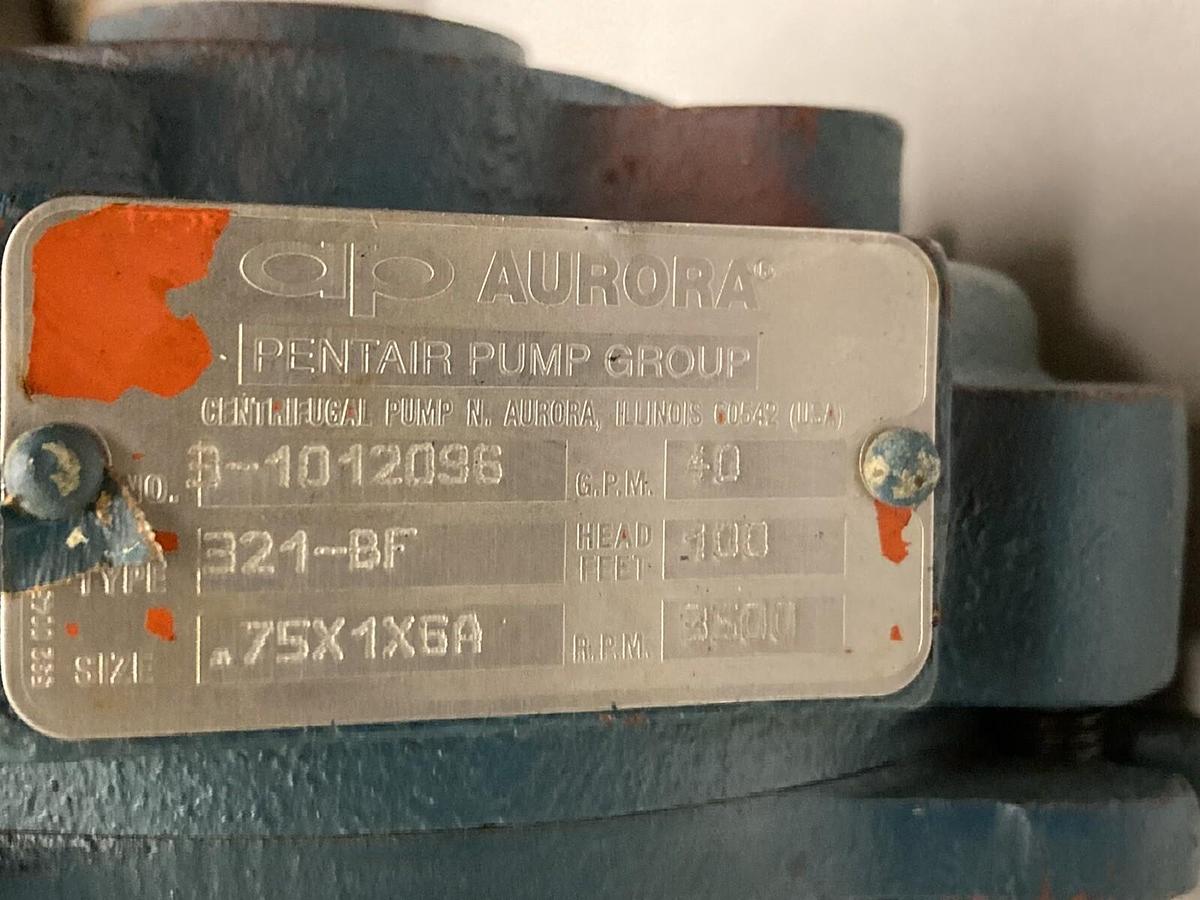 ap AURORA®
PENTAIR PUMP GROUP
CENTRIFUGAL PUMP N. AURORA, ILLINOIS 60542 (USA)
NO. G.P.M. 40
TYPE 321-BF HEAD FEET 100
SIZE .75X1X6A R.P.M. 3500